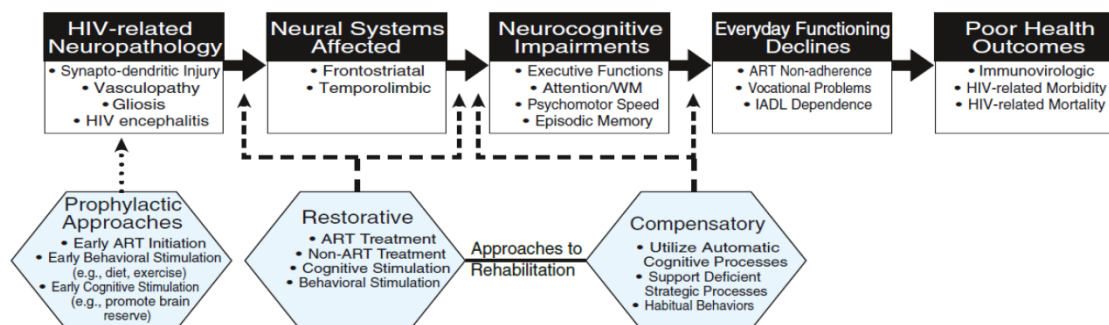 HIV-related
Neuropathology
• Synapto-dendritic Injury
• Vasculopathy
• Gliosis
• HIV encephalitis
Neural Systems
Affected
• Frontostriatal
• Temporolimbic
Neurocognitive
Impairments
• Executive Functions
• Attention/WM
• Psychomotor Speed
• Episodic Memory
Everyday Functioning
Declines
• ART Non-adherence
• Vocational Problems
• IADL Dependence
Poor Health
Outcomes
• Immunovirologic
• HIV-related Morbidity
• HIV-related Mortality
Prophylactic
Approaches
• Early ART Initiation
• Early Behavioral Stimulation
(e.g., diet, exercise)
• Early Cognitive Stimulation
(e.g., promote brain
reserve)
Restorative
• ART Treatment
• Non-ART Treatment
• Cognitive Stimulation
• Behavioral Stimulation
Approaches to
Rehabilitation
Compensatory
• Utilize Automatic
Cognitive Processes
• Support Deficient
Strategic Processes
• Habitual Behaviors